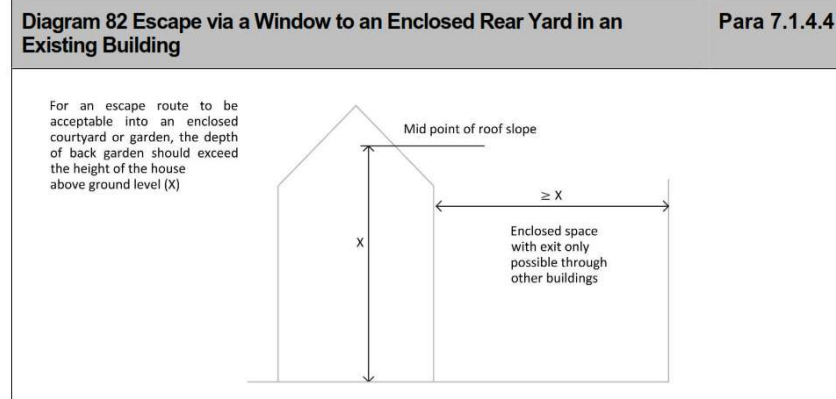 Diagram 82 Escape via a Window to an Enclosed Rear Yard in an
Existing Building
Para 7.1.4.4
For an escape route to be
acceptable into an enclosed
courtyard or garden, the depth
of back garden should exceed
the height of the house
above ground level (X)
Mid point of roof slope
≥ X
X
Enclosed space
with exit only
possible through
other buildings